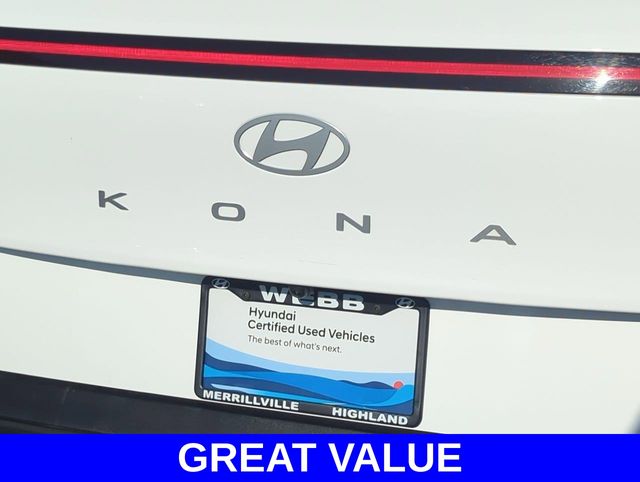 KONA
WEBB
Hyundai
Certified Used Vehicles
The best of what's next.
MERRILLVILLE HIGHLAND
GREAT VALUE